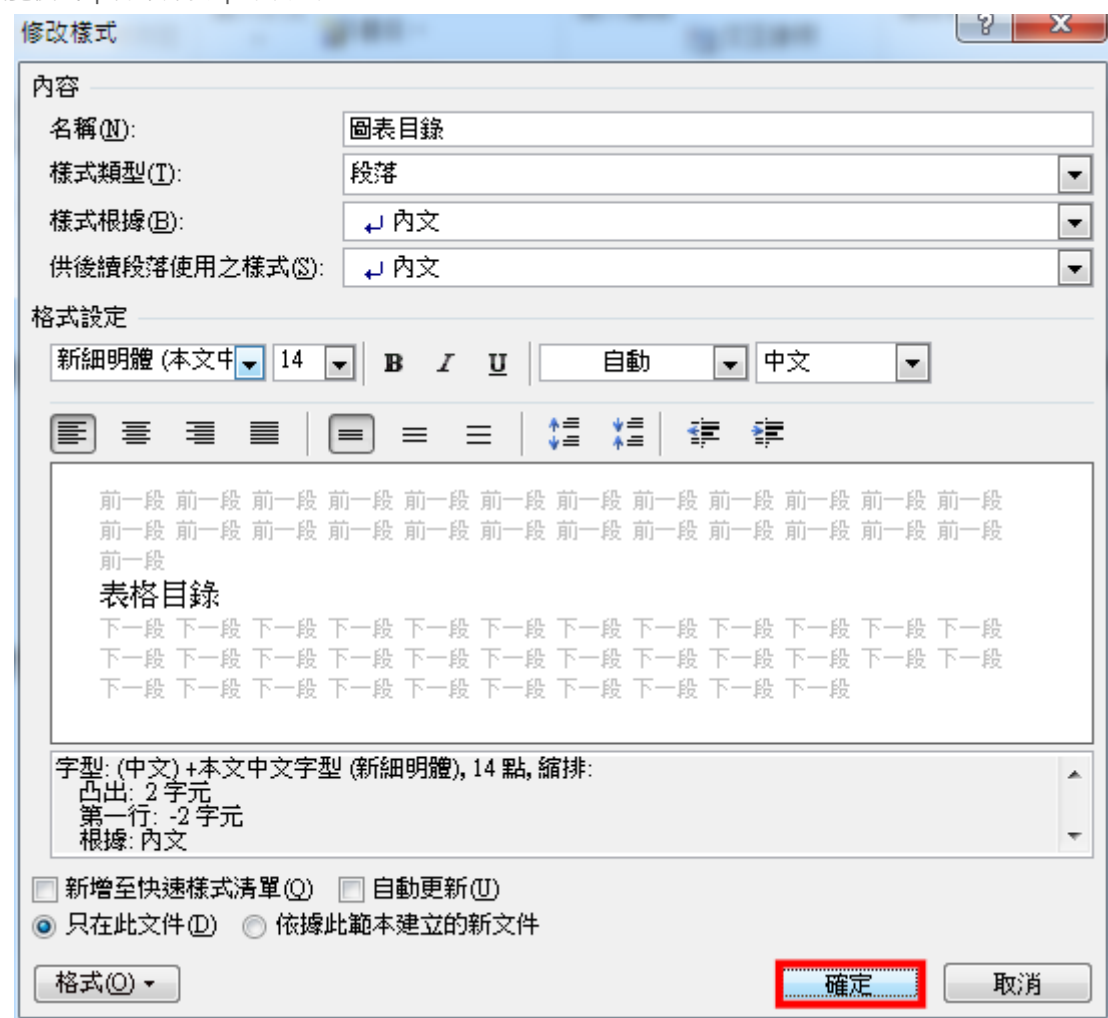 修改樣式
內容
名稱(N): 圖表目錄
樣式類型(T): 段落
樣式根據(B): 內文
供後續段落使用之樣式(S): 內文
格式設定
新細明體 (本文中 14 B I U 自動 中文
前一段 前一段 前一段 前一段 前一段 前一段 前一段 前一段 前一段 前一段 前一段 前一段
前一段 前一段 前一段 前一段 前一段 前一段 前一段 前一段 前一段 前一段 前一段 前一段
前一段
表格目錄
下一段 下一段 下一段 下一段 下一段 下一段 下一段 下一段 下一段 下一段 下一段 下一段
下一段 下一段 下一段 下一段 下一段 下一段 下一段 下一段 下一段 下一段 下一段 下一段
下一段 下一段 下一段 下一段 下一段 下一段 下一段 下一段 下一段 下一段
字型: (中文) +本文中文字型 (新細明體), 14 點, 縮排:
凸出: 2 字元
第一行: -2 字元
根據: 內文
新增至快速樣式清單(Q) 自動更新(U)
只在此文件(D) 依據此範本建立的新文件
格式(O) 確定 取消